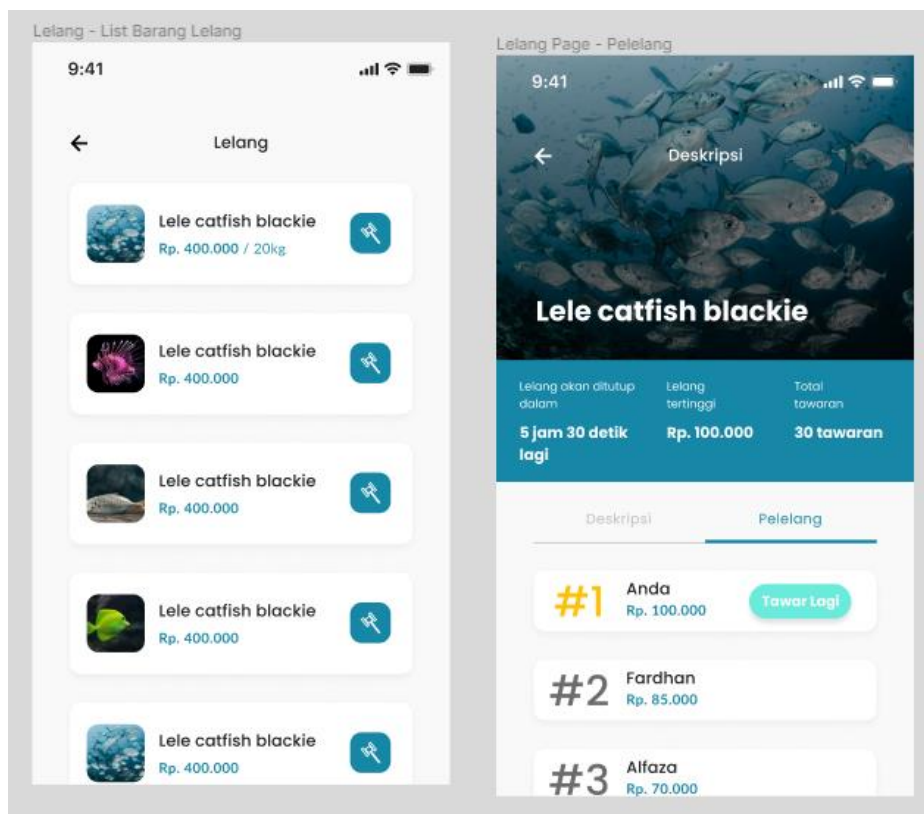 Lelang - List Barang Lelang
9:41
Lelang
Lele catfish blackie
Rp. 400.000 / 20kg
Lele catfish blackie
Rp. 400.000
Lele catfish blackie
Rp. 400.000
Lele catfish blackie
Rp. 400.000
Lele catfish blackie
Rp. 400.000
Lelang Page - Pelelang
9:41
Deskripsi
Lele catfish blackie
Lelang akan ditutup
dalam
5 jam 30 detik
lagi
Lelang
tertinggi
Rp. 100.000
Total
tawaran
30 tawaran
Deskripsi
Pelelang
#1
Anda
Rp. 100.000
Tawar Lagi
#2
Fardhan
Rp. 85.000
#3
Alfaza
Rp. 70.000